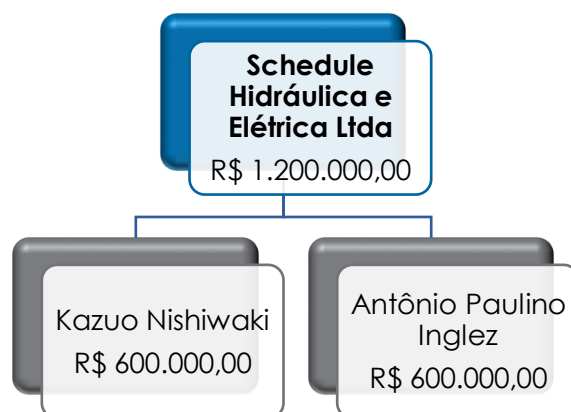 Schedule
Hidráulica e
Elétrica Ltda
R$ 1.200.000,00
Kazuo Nishiwaki
R$ 600.000,00
Antônio Paulino
Inglez
R$ 600.000,00